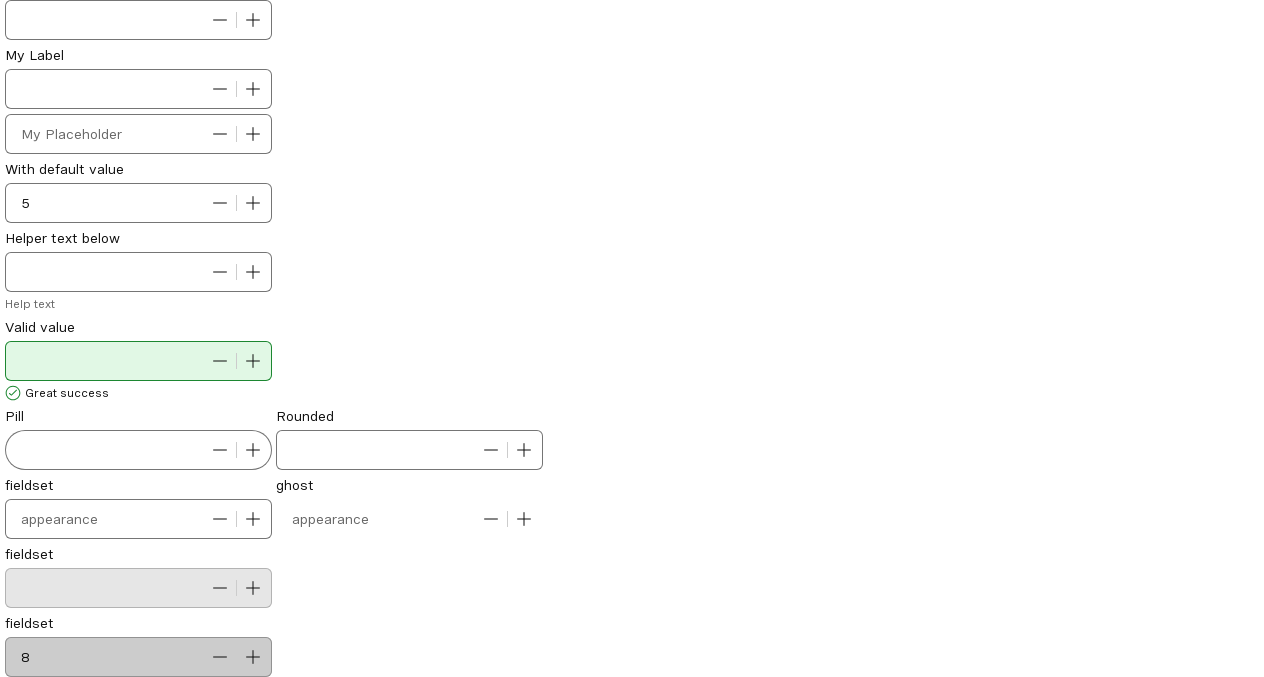 My Label
My Placeholder
With default value
5
Helper text below
Help text
Valid value
Great success
Pill Rounded
fieldset ghost
appearance appearance
fieldset
fieldset
8